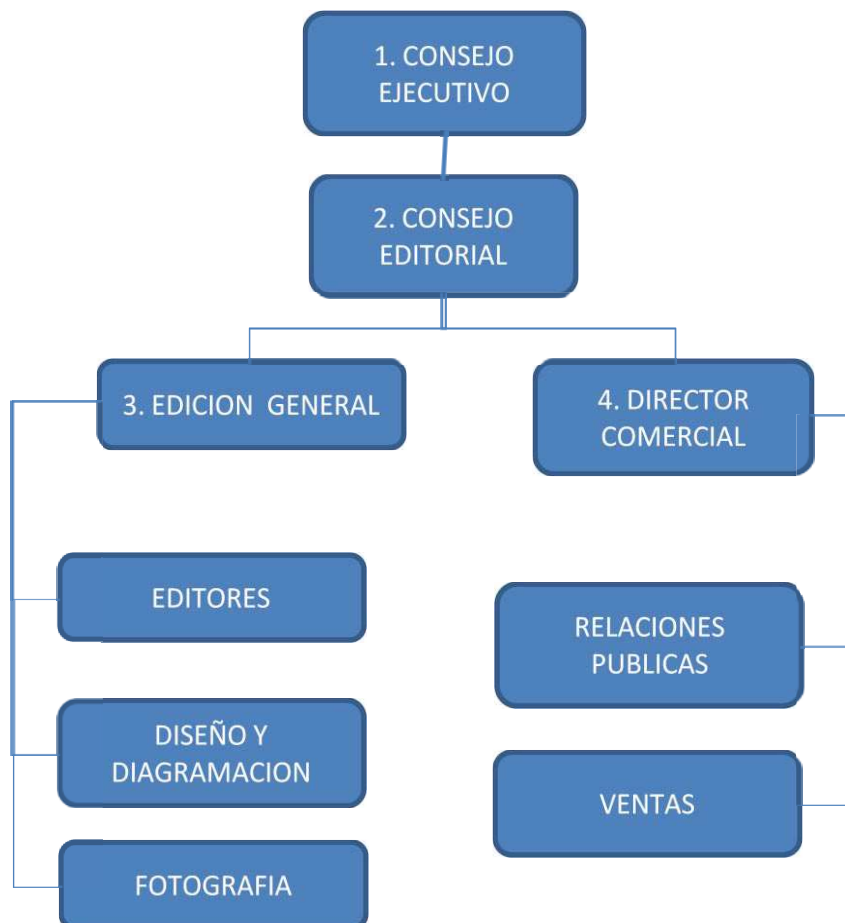 1. CONSEJO
EJECUTIVO
2. CONSEJO
EDITORIAL
3. EDICION GENERAL
4. DIRECTOR
COMERCIAL
EDITORES
RELACIONES
PUBLICAS
DISEÑO Y
DIAGRAMACION
VENTAS
FOTOGRAFIA